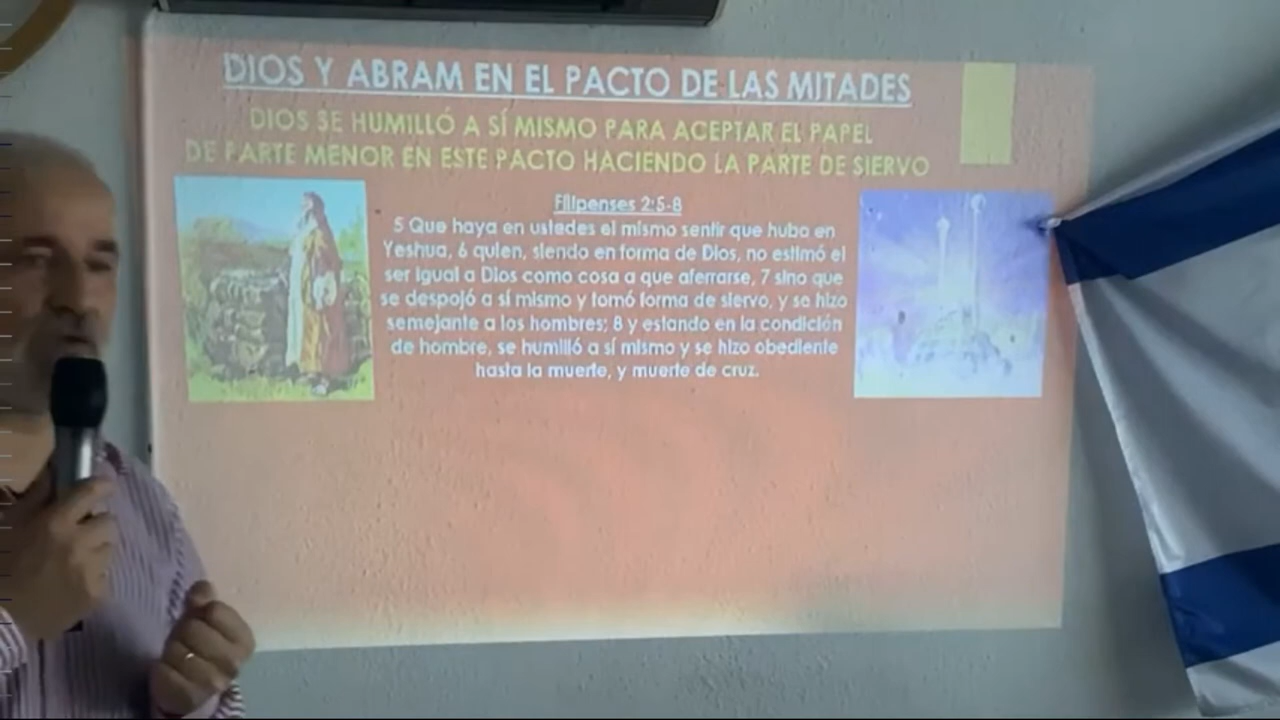 DIOS Y ABRAM EN EL PACTO DE LAS MITADES
DIOS SE HUMILLÓ A SÍ MISMO PARA ACEPTAR EL PAPEL
DE PARTE MENOR EN ESTE PACTO HACIENDO LA PARTE DE SIERVO
Filipenses 2:5-8
5 Que haya en ustedes el mismo sentir que hubo en
Yeshua, 6 quien, siendo en forma de Dios, no estimó el
ser igual a Dios como cosa a que aferrarse, 7 sino que
se despojó a sí mismo y tomó forma de siervo, y se hizo
semejante a los hombres; 8 y estando en la condición
de hombre, se humilló a sí mismo y se hizo obediente
hasta la muerte, y muerte de cruz.